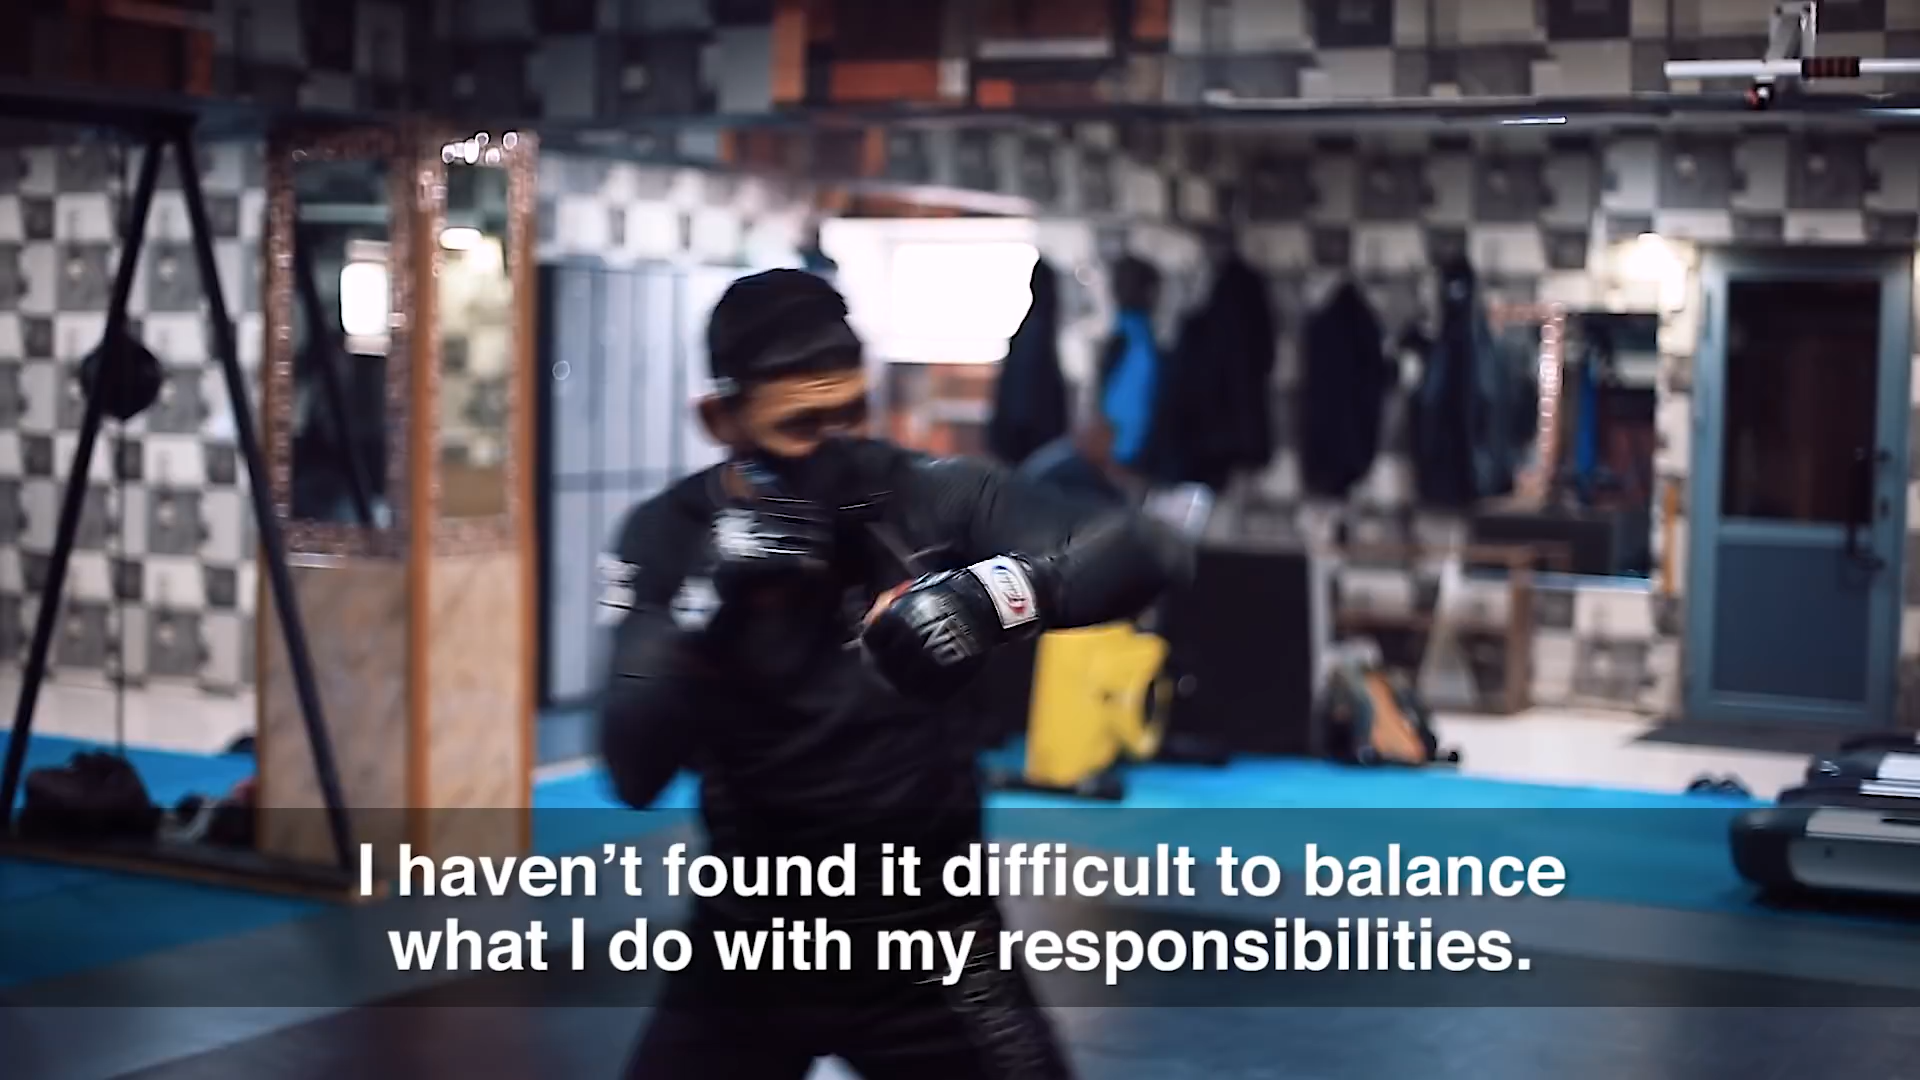 I haven’t found it difficult to balance
what I do with my responsibilities.